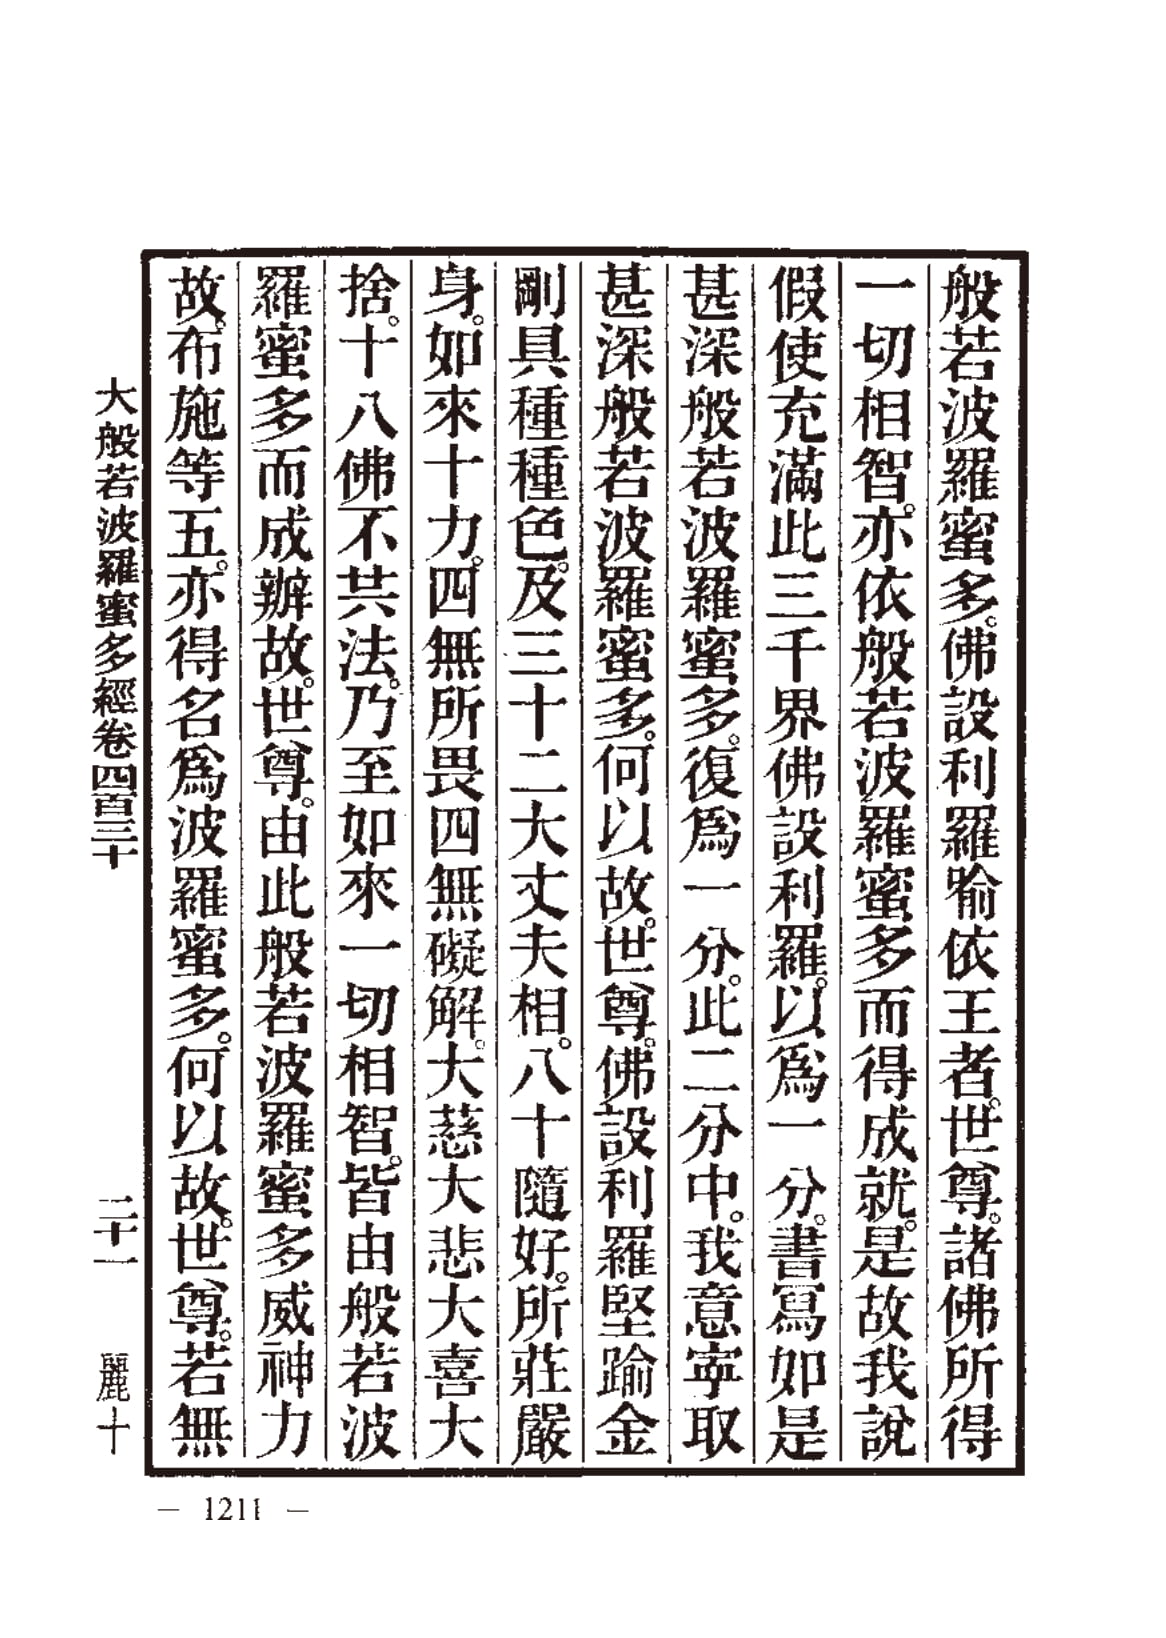 般若波羅蜜多。佛設利羅喻依王者。世尊。諸佛所得
一切相智。亦依般若波羅蜜多而得成就。是故我說
假使充滿此三千界佛設利羅。以爲一分。書寫如是
甚深般若波羅蜜多。復爲一分。此二分中。我意寧取
甚深般若波羅蜜多。何以故。世尊。佛設利羅堅踰金
剛具種種色。及三十二大丈夫相。八十隨好。所莊嚴
身。如來十力。四無所畏四無礙解。大慈大悲大喜大
捨。十八佛不共法。乃至如來一切相智。皆由般若波
羅蜜多而成辦故。世尊。由此般若波羅蜜多威神力
故。布施等五。亦得名爲波羅蜜多。何以故。世尊。若無
大般若波羅蜜多經卷四百三十 二十一 麗十
— 1211 —